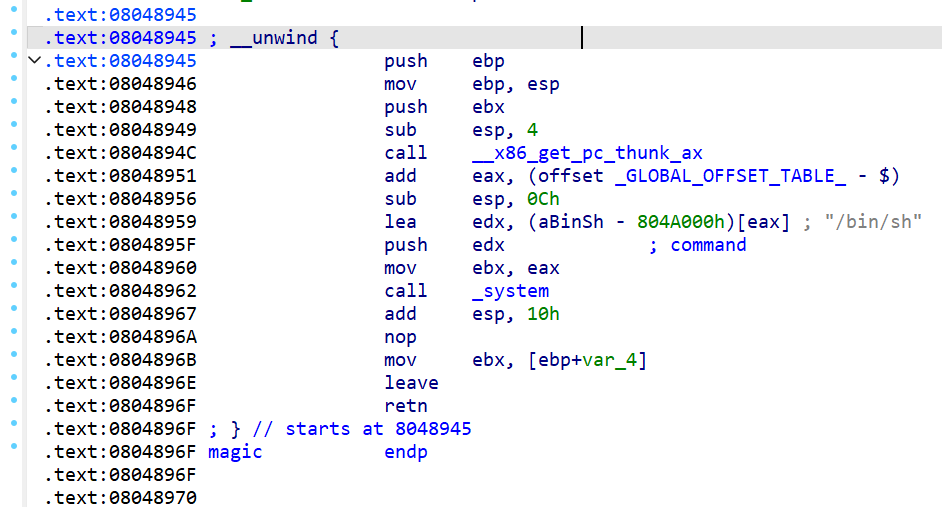 .text:08048945
.text:08048945 ; __unwind {
.text:08048945 push ebp
.text:08048946 mov ebp, esp
.text:08048948 push ebx
.text:08048949 sub esp, 4
.text:0804894C call __x86_get_pc_thunk_ax
.text:08048951 add eax, (offset _GLOBAL_OFFSET_TABLE_ - $)
.text:08048956 sub esp, 0Ch
.text:08048959 lea edx, (aBinSh - 804A000h)[eax] ; "/bin/sh"
.text:0804895F push edx ; command
.text:08048960 mov ebx, eax
.text:08048962 call _system
.text:08048967 add esp, 10h
.text:0804896A nop
.text:0804896B mov ebx, [ebp+var_4]
.text:0804896E leave
.text:0804896F retn
.text:0804896F ; } // starts at 8048945
.text:0804896F magic endp
.text:0804896F
.text:08048970